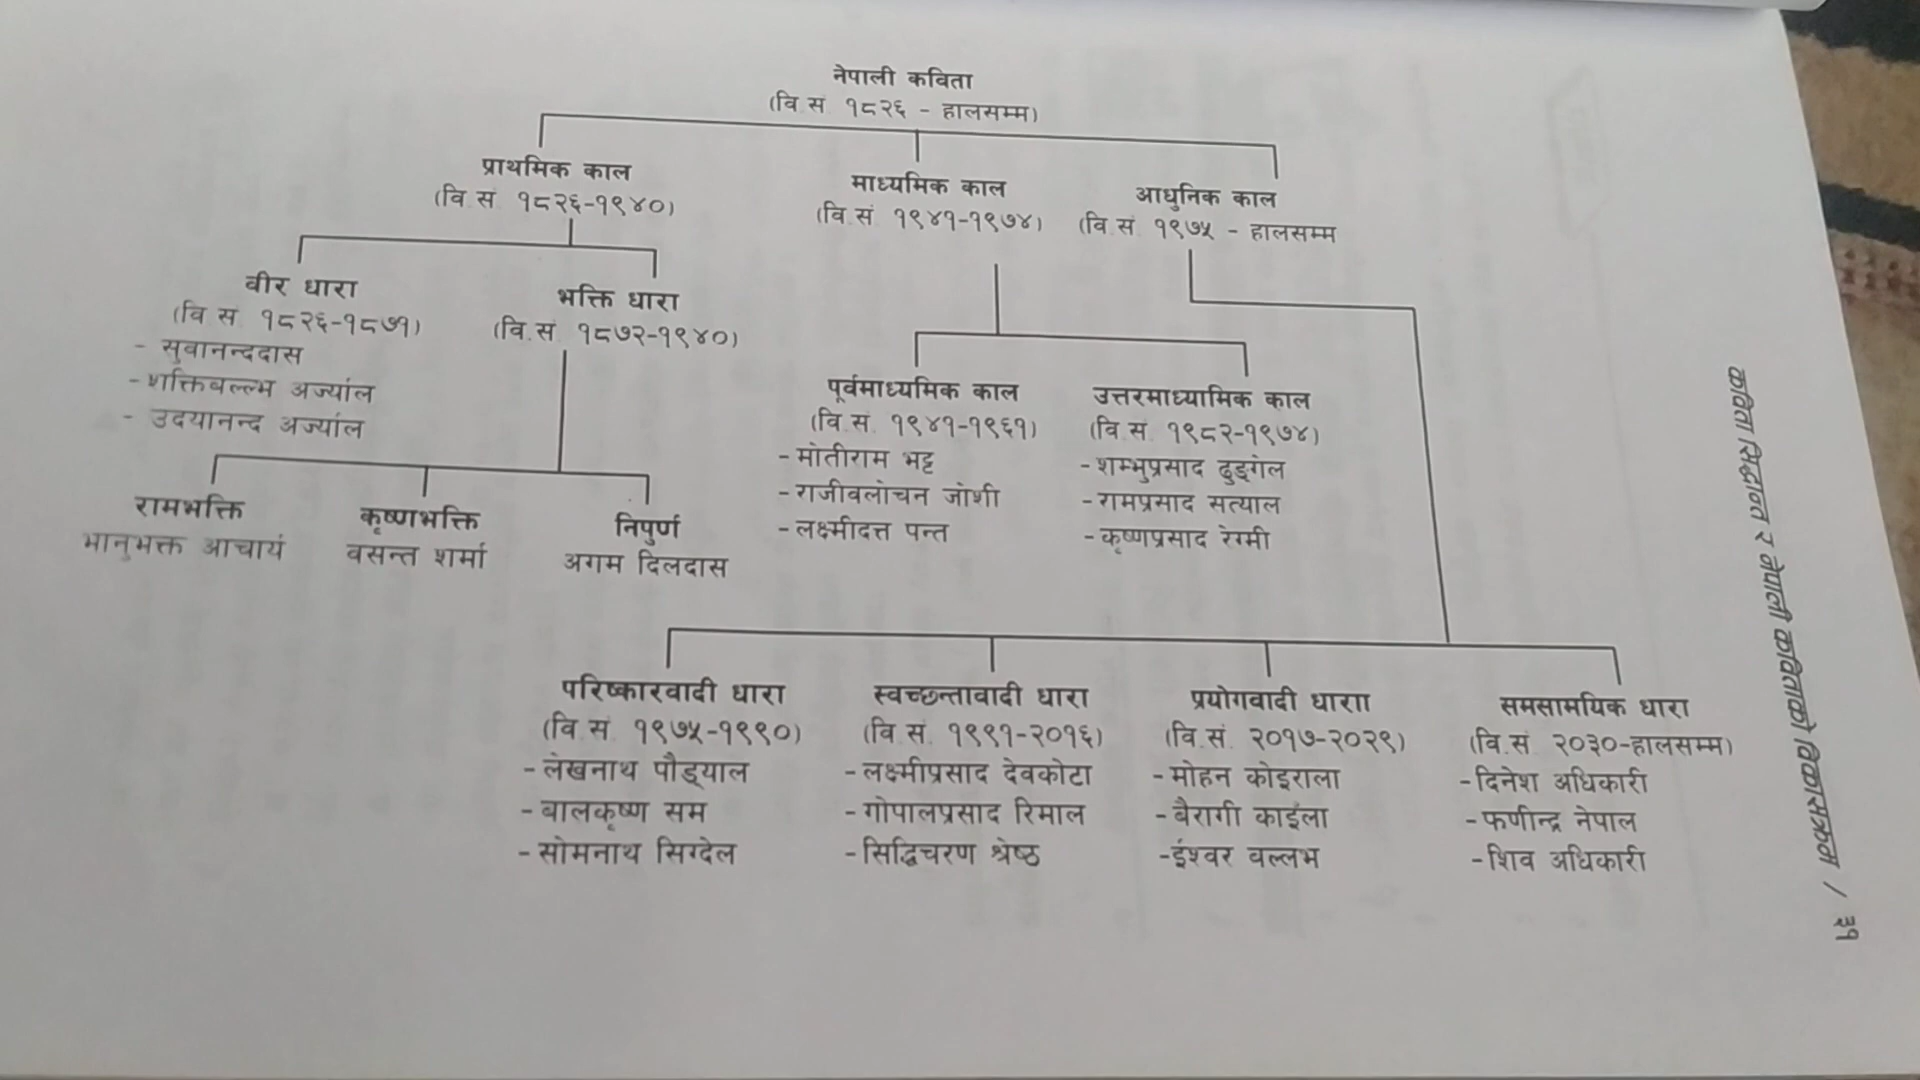 नेपाली कविता
(वि.सं. १८२६ - हालसम्म)
प्राथमिक काल
(वि.सं. १८२६-१९४०)
माध्यमिक काल
(वि.सं. १९४१-१९७४)
आधुनिक काल
(वि.सं. १९७५ - हालसम्म
वीर धारा
(वि.सं. १८२६-१८७१)
- सुवानन्ददास
- शक्तिवल्ल्भ अर्ज्याल
- उदयानन्द अर्ज्याल
भक्ति धारा
(वि.सं. १८७२-१९४०)
रामभक्ति
भानुभक्त आचार्य
कृष्णभक्ति
वसन्त शर्मा
निपुर्ण
अगम दिलदास
पूर्वमाध्यमिक काल
(वि.सं. १९४१-१९६१)
- मोतीराम भट्ट
- राजीवलोचन जोशी
- लक्ष्मीदत्त पन्त
उत्तरमाध्यामिक काल
(वि.सं. १९८२-१९७४)
- शम्भुप्रसाद ढुङ्गेल
- रामप्रसाद सत्याल
- कृष्णप्रसाद रेग्मी
परिष्कारवादी धारा
(वि.सं. १९७५-१९९०)
- लेखनाथ पौड्याल
- बालकृष्ण सम
- सोमनाथ सिग्देल
स्वच्छन्तावादी धारा
(वि.सं. १९९१-२०१६)
- लक्ष्मीप्रसाद देवकोटा
- गोपालप्रसाद रिमाल
- सिद्धिचरण श्रेष्ठ
प्रयोगवादी धाराा
(वि.सं. २०१७-२०२९)
- मोहन कोइराला
- बैरागी काइंला
- ईश्वर वल्लभ
समसामयिक धारा
(वि.सं. २०३०-हालसम्म)
- दिनेश अधिकारी
- फणीन्द्र नेपाल
- शिव अधिकारी
कविता सिद्धान्त र नेपाली कविताको विकासक्रम / ३१